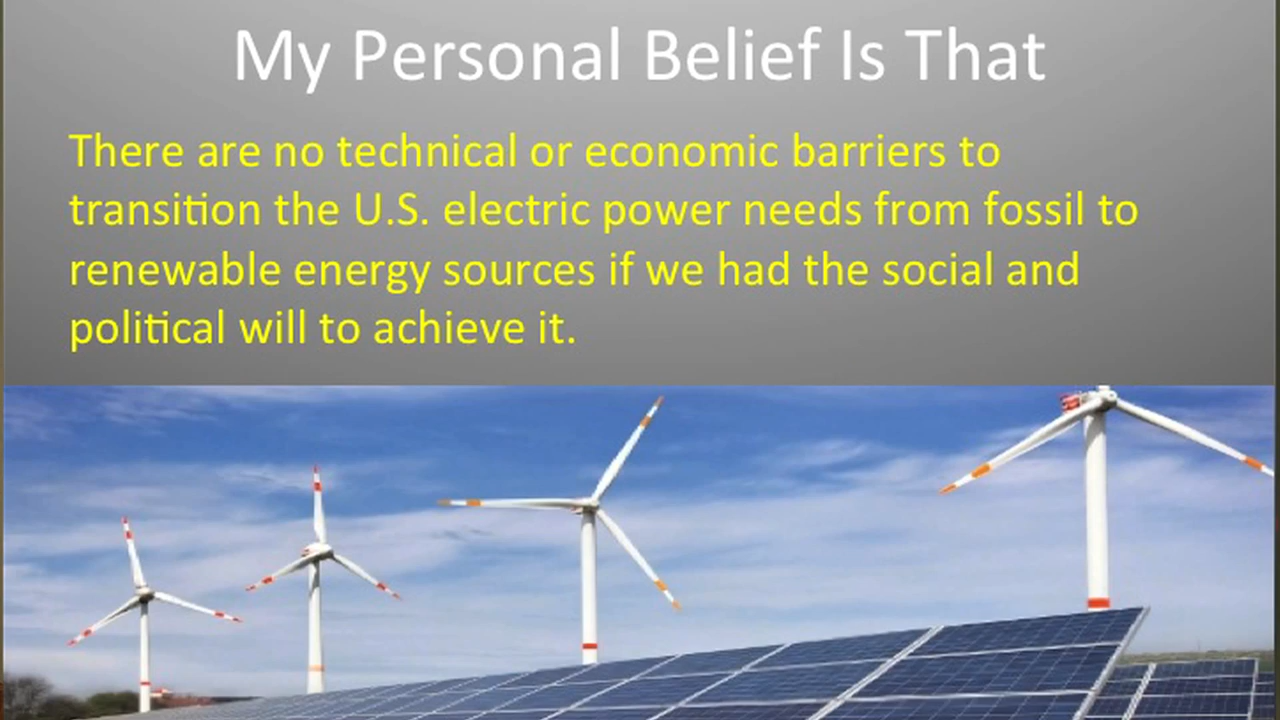 My Personal Belief Is That
There are no technical or economic barriers to
transition the U.S. electric power needs from fossil to
renewable energy sources if we had the social and
political will to achieve it.